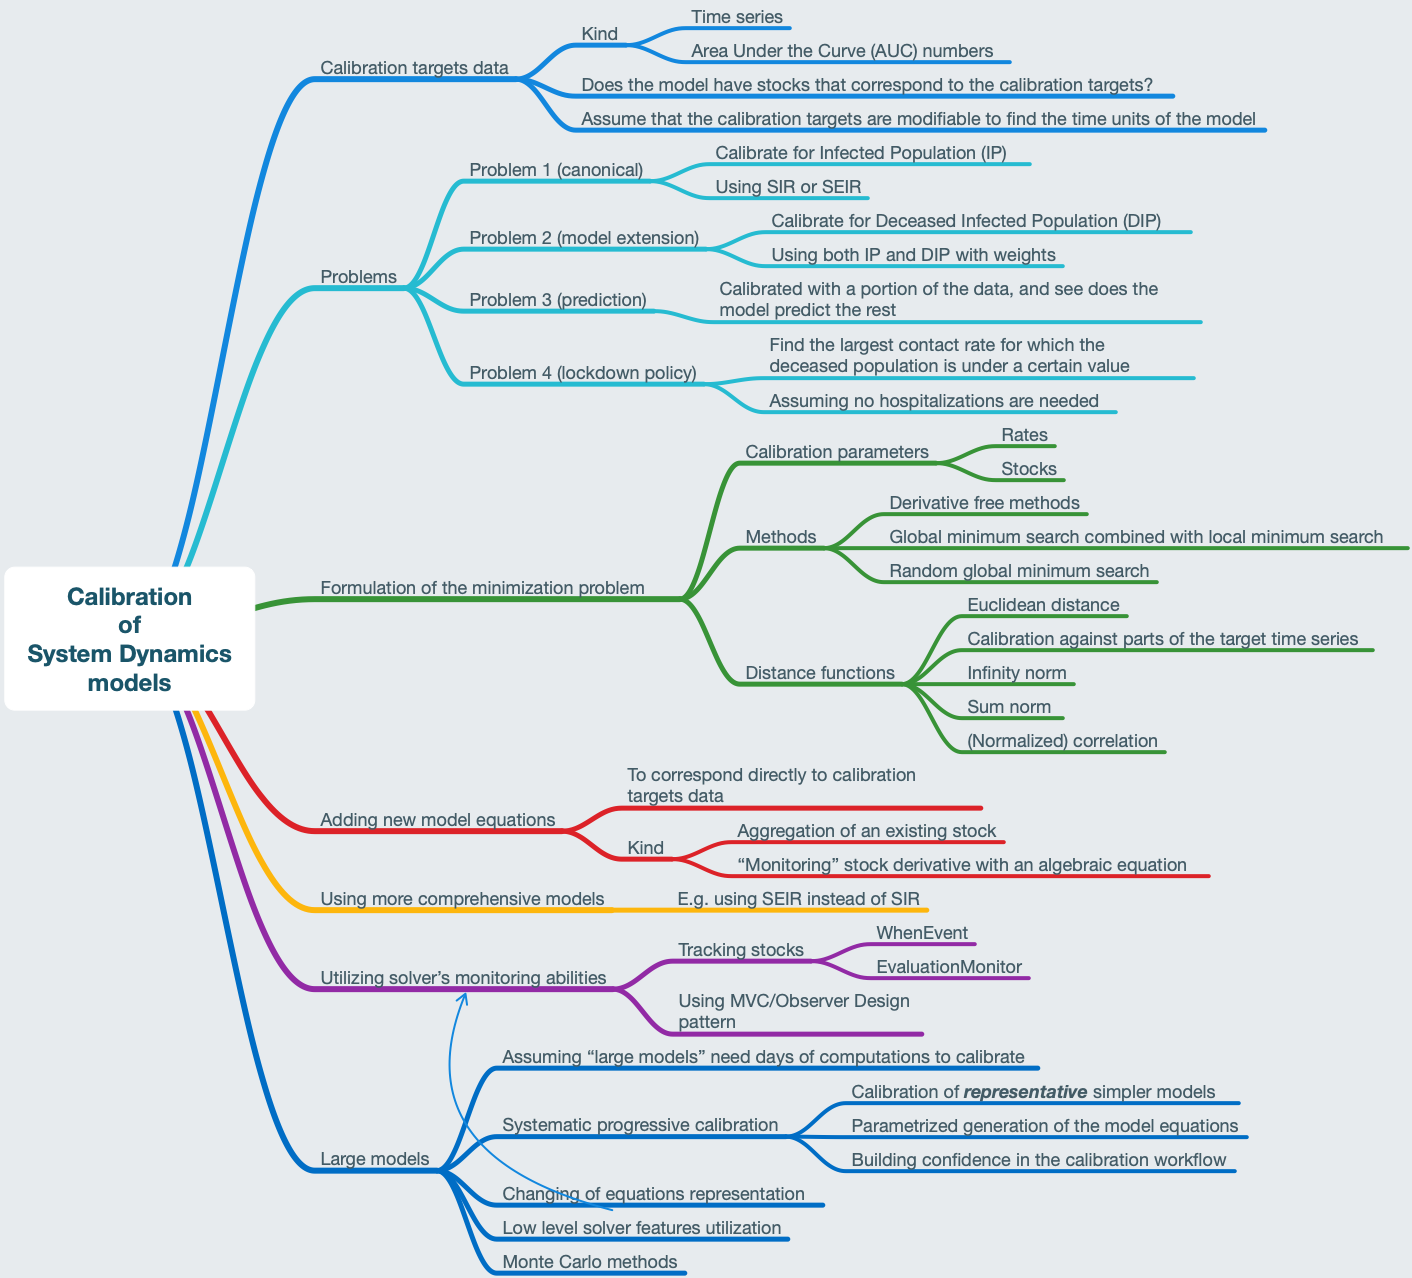 Time series
Kind
Area Under the Curve (AUC) numbers
Calibration targets data
Does the model have stocks that correspond to the calibration targets?
Assume that the calibration targets are modifiable to find the time units of the model
Calibrate for Infected Population (IP)
Problem 1 (canonical)
Using SIR or SEIR
Calibrate for Deceased Infected Population (DIP)
Problem 2 (model extension)
Using both IP and DIP with weights
Problems
Problem 3 (prediction)
Calibrated with a portion of the data, and see does the
model predict the rest
Find the largest contact rate for which the
deceased population is under a certain value
Problem 4 (lockdown policy)
Assuming no hospitalizations are needed
Rates
Calibration parameters
Stocks
Derivative free methods
Methods
Global minimum search combined with local minimum search
Random global minimum search
Formulation of the minimization problem
Euclidean distance
Calibration against parts of the target time series
Distance functions
Infinity norm
Sum norm
(Normalized) correlation
Calibration
of
System Dynamics
models
To correspond directly to calibration
targets data
Adding new model equations
Kind
Aggregation of an existing stock
“Monitoring” stock derivative with an algebraic equation
Using more comprehensive models
E.g. using SEIR instead of SIR
WhenEvent
Tracking stocks
EvaluationMonitor
Utilizing solver’s monitoring abilities
Using MVC/Observer Design
pattern
Assuming “large models” need days of computations to calibrate
Calibration of representative simpler models
Systematic progressive calibration
Parametrized generation of the model equations
Building confidence in the calibration workflow
Large models
Changing of equations representation
Low level solver features utilization
Monte Carlo methods